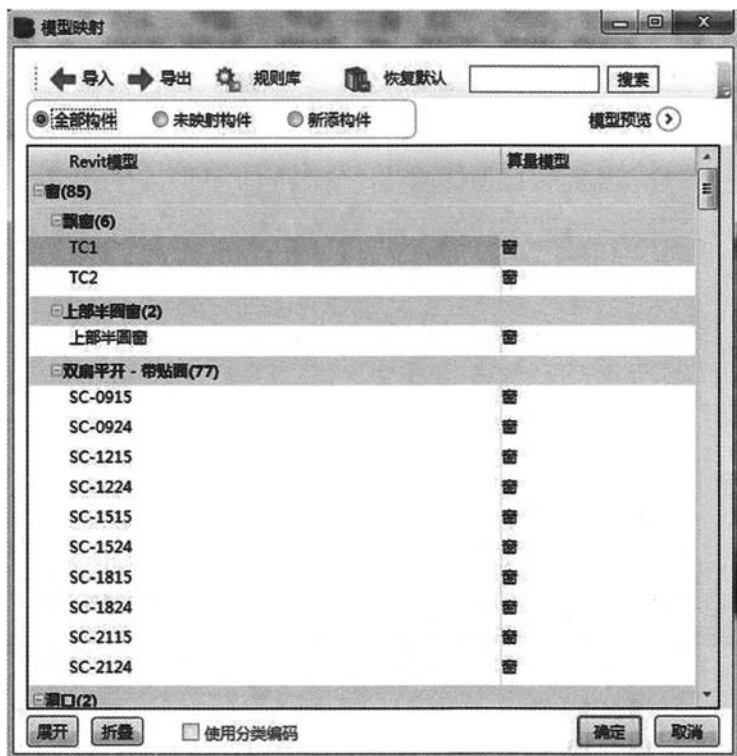 模型映射
导入 导出 规则库 恢复默认 搜索
全部构件 未映射构件 新添构件 模型预览
Revit模型 算量模型
窗(85)
飘窗(6)
TC1 窗
TC2 窗
上部半圆窗(2)
上部半圆窗 窗
双扇平开 - 带贴面(77)
SC-0915 窗
SC-0924 窗
SC-1215 窗
SC-1224 窗
SC-1515 窗
SC-1524 窗
SC-1815 窗
SC-1824 窗
SC-2115 窗
SC-2124 窗
洞口(2)
展开 折叠 使用分类编码 确定 取消